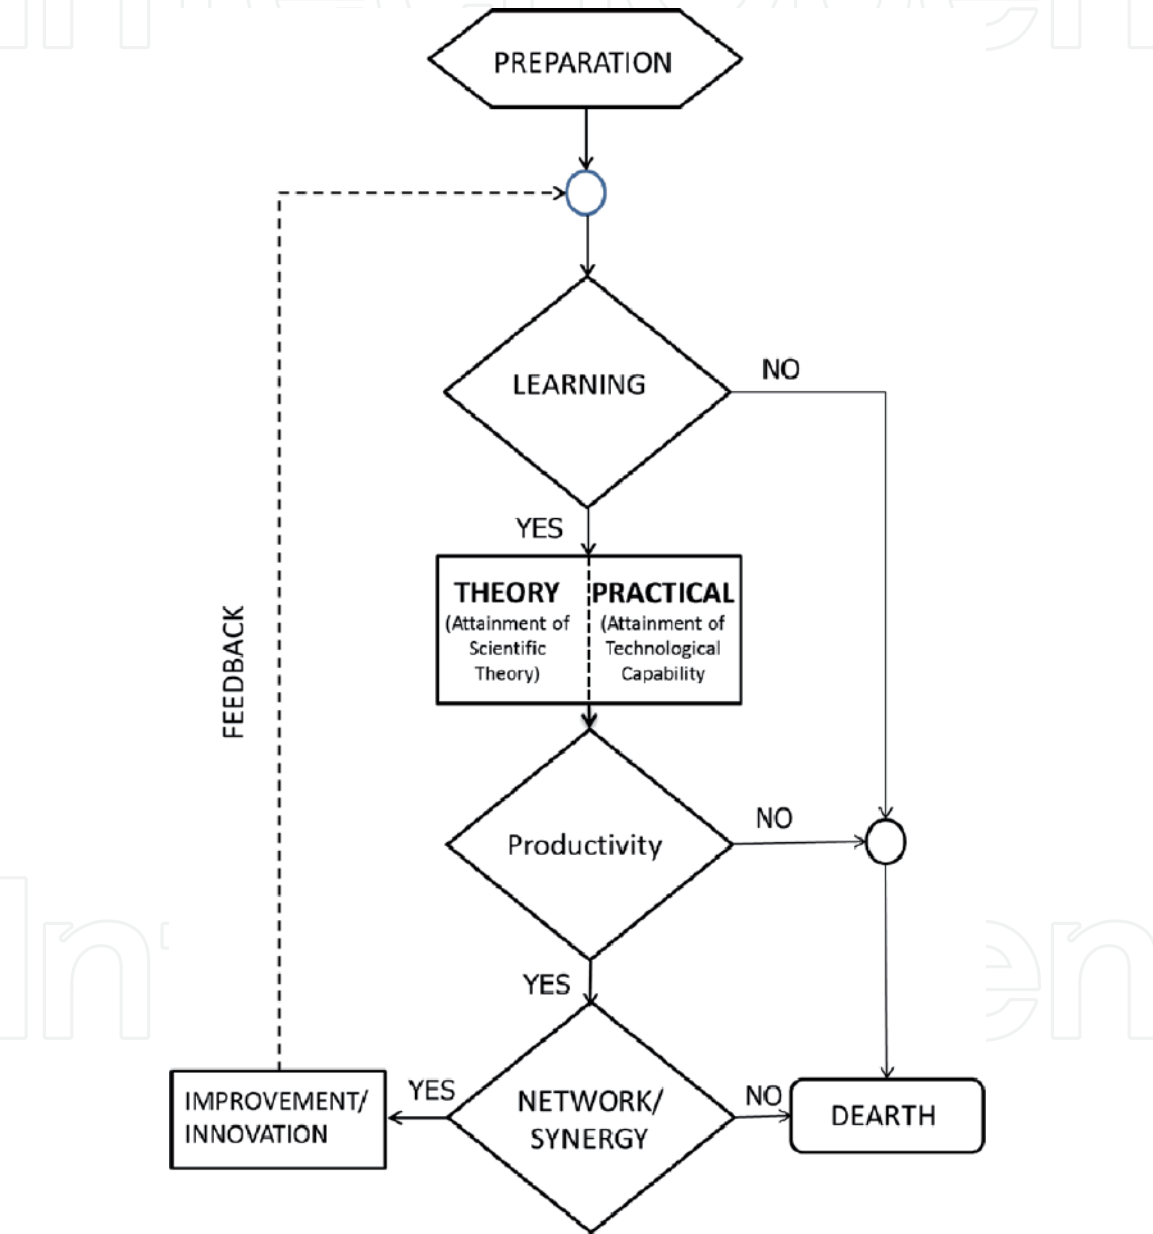 PREPARATION
LEARNING
NO
YES
THEORY
(Attainment of
Scientific
Theory)
PRACTICAL
(Attainment of
Technological
Capability
FEEDBACK
Productivity
NO
YES
NETWORK/
SYNERGY
YES
NO
IMPROVEMENT/
INNOVATION
DEARTH